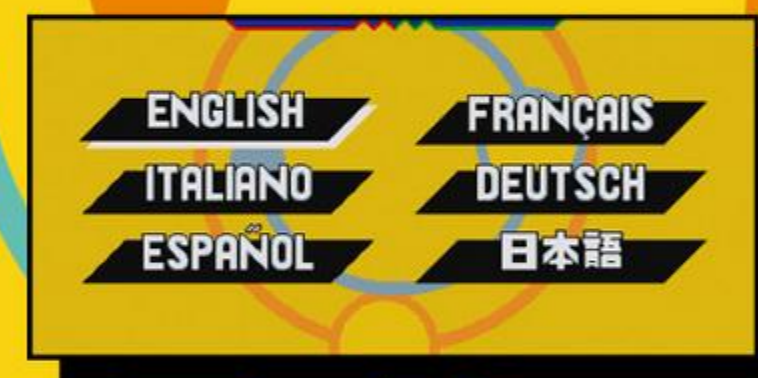 ENGLISH
FRANÇAIS
ITALIANO
DEUTSCH
ESPAÑOL
日本語